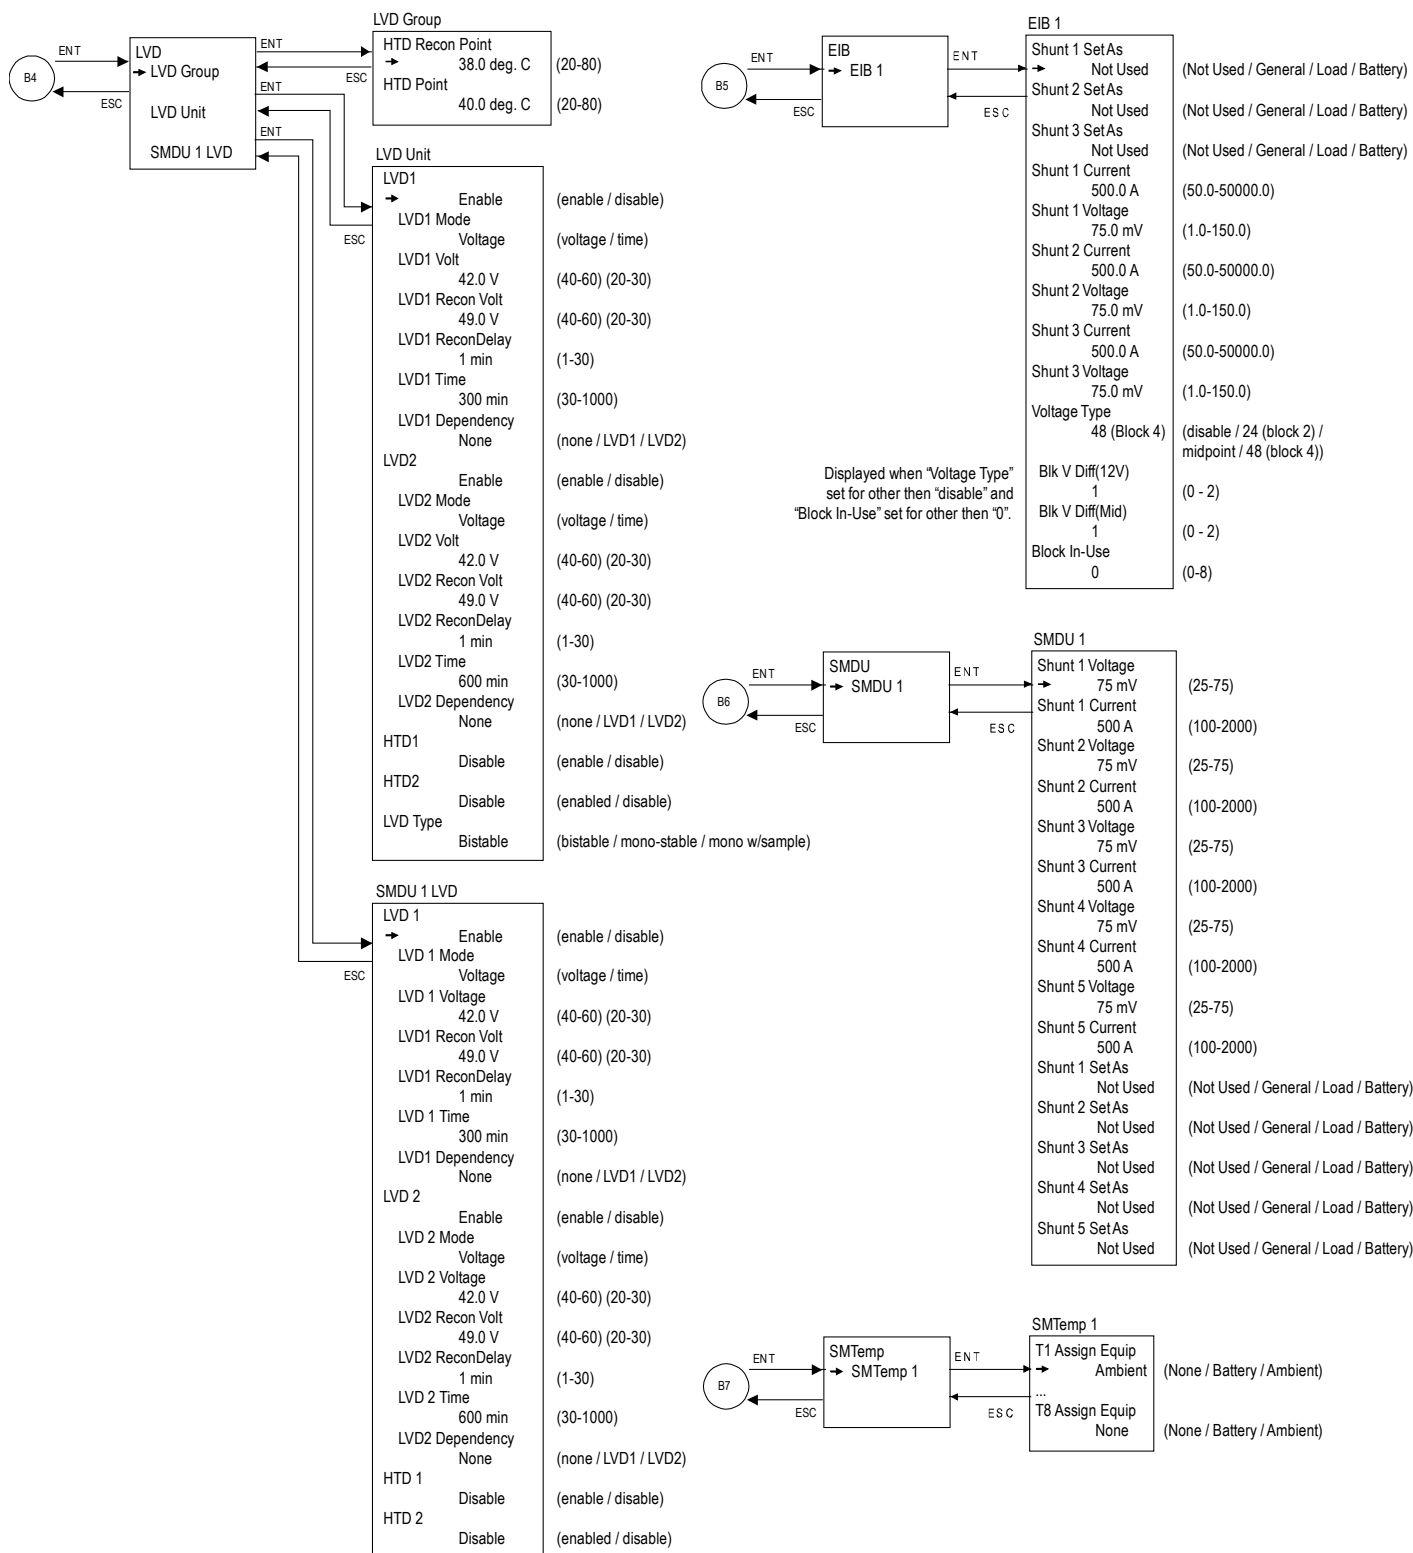 B4
ENT
ESC
LVD
➔ LVD Group
LVD Unit
SMDU 1 LVD
ENT
ESC
ENT
ENT
LVD Group
HTD Recon Point
➔ 38.0 deg. C (20-80)
HTD Point
40.0 deg. C (20-80)
LVD Unit
ESC
LVD1
➔ Enable (enable / disable)
LVD1 Mode
Voltage (voltage / time)
LVD1 Volt
42.0 V (40-60) (20-30)
LVD1 Recon Volt
49.0 V (40-60) (20-30)
LVD1 ReconDelay
1 min (1-30)
LVD1 Time
300 min (30-1000)
LVD1 Dependency
None (none / LVD1 / LVD2)
LVD2
Enable (enable / disable)
LVD2 Mode
Voltage (voltage / time)
LVD2 Volt
42.0 V (40-60) (20-30)
LVD2 Recon Volt
49.0 V (40-60) (20-30)
LVD2 ReconDelay
1 min (1-30)
LVD2 Time
600 min (30-1000)
LVD2 Dependency
None (none / LVD1 / LVD2)
HTD1
Disable (enable / disable)
HTD2
Disable (enabled / disable)
LVD Type
Bistable (bistable / mono-stable / mono w/sample)
SMDU 1 LVD
ESC
LVD 1
➔ Enable (enable / disable)
LVD 1 Mode
Voltage (voltage / time)
LVD 1 Voltage
42.0 V (40-60) (20-30)
LVD1 Recon Volt
49.0 V (40-60) (20-30)
LVD1 ReconDelay
1 min (1-30)
LVD 1 Time
300 min (30-1000)
LVD1 Dependency
None (none / LVD1 / LVD2)
LVD 2
Enable (enable / disable)
LVD 2 Mode
Voltage (voltage / time)
LVD 2 Voltage
42.0 V (40-60) (20-30)
LVD2 Recon Volt
49.0 V (40-60) (20-30)
LVD2 ReconDelay
1 min (1-30)
LVD 2 Time
600 min (30-1000)
LVD2 Dependency
None (none / LVD1 / LVD2)
HTD 1
Disable (enable / disable)
HTD 2
Disable (enabled / disable)
B5
ENT
ESC
EIB
➔ EIB 1
ENT
ESC
EIB 1
Shunt 1 SetAs
➔ Not Used (Not Used / General / Load / Battery)
Shunt 2 SetAs
Not Used (Not Used / General / Load / Battery)
Shunt 3 SetAs
Not Used (Not Used / General / Load / Battery)
Shunt 1 Current
500.0 A (50.0-50000.0)
Shunt 1 Voltage
75.0 mV (1.0-150.0)
Shunt 2 Current
500.0 A (50.0-50000.0)
Shunt 2 Voltage
75.0 mV (1.0-150.0)
Shunt 3 Current
500.0 A (50.0-50000.0)
Shunt 3 Voltage
75.0 mV (1.0-150.0)
Voltage Type
48 (Block 4) (disable / 24 (block 2) /
midpoint / 48 (block 4))
Displayed when “Voltage Type”
set for other then “disable” and
“Block In-Use” set for other then “0”.
Blk V Diff(12V)
1 (0 - 2)
Blk V Diff(Mid)
1 (0 - 2)
Block In-Use
0 (0-8)
B6
ENT
ESC
SMDU
➔ SMDU 1
ENT
ESC
SMDU 1
Shunt 1 Voltage
➔ 75 mV (25-75)
Shunt 1 Current
500 A (100-2000)
Shunt 2 Voltage
75 mV (25-75)
Shunt 2 Current
500 A (100-2000)
Shunt 3 Voltage
75 mV (25-75)
Shunt 3 Current
500 A (100-2000)
Shunt 4 Voltage
75 mV (25-75)
Shunt 4 Current
500 A (100-2000)
Shunt 5 Voltage
75 mV (25-75)
Shunt 5 Current
500 A (100-2000)
Shunt 1 SetAs
Not Used (Not Used / General / Load / Battery)
Shunt 2 SetAs
Not Used (Not Used / General / Load / Battery)
Shunt 3 SetAs
Not Used (Not Used / General / Load / Battery)
Shunt 4 SetAs
Not Used (Not Used / General / Load / Battery)
Shunt 5 SetAs
Not Used (Not Used / General / Load / Battery)
B7
ENT
ESC
SMTemp
➔ SMTemp 1
ENT
ESC
SMTemp 1
T1 Assign Equip
➔ Ambient (None / Battery / Ambient)
...
T8 Assign Equip
None (None / Battery / Ambient)